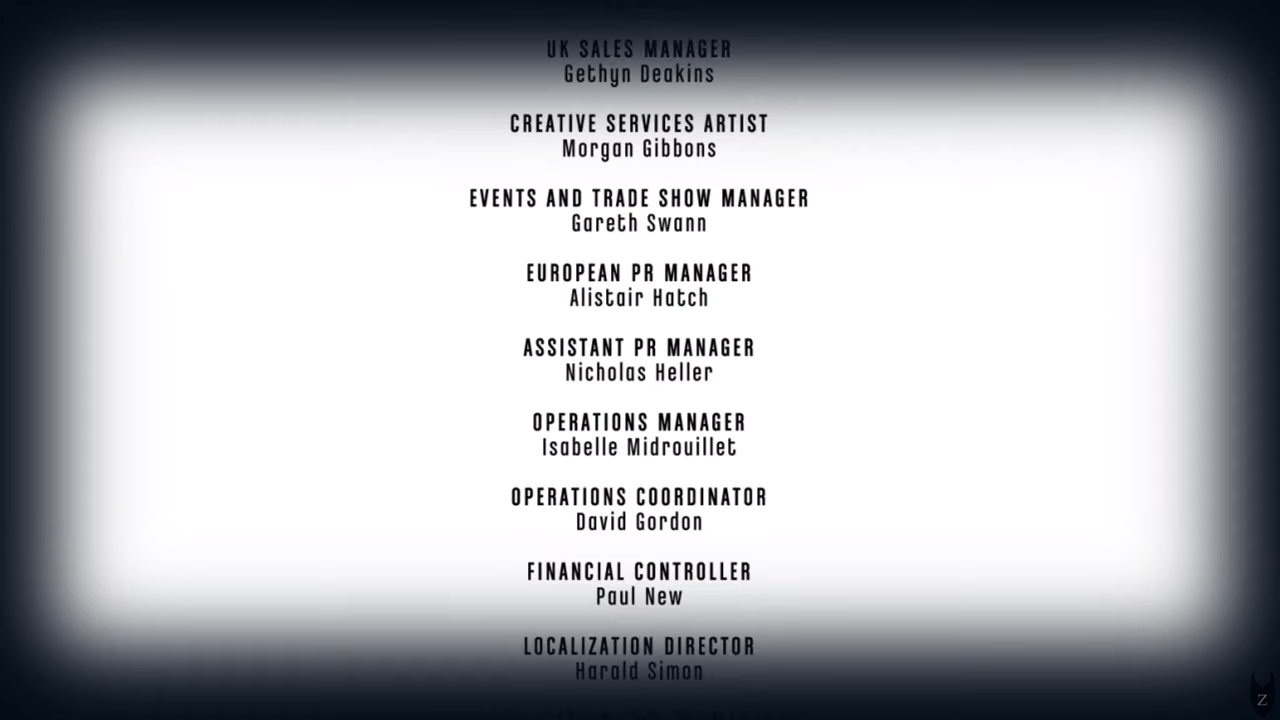 UK SALES MANAGER
Gethyn Deakins
CREATIVE SERVICES ARTIST
Morgan Gibbons
EVENTS AND TRADE SHOW MANAGER
Gareth Swann
EUROPEAN PR MANAGER
Alistair Hatch
ASSISTANT PR MANAGER
Nicholas Heller
OPERATIONS MANAGER
Isabelle Midrouillet
OPERATIONS COORDINATOR
David Gordon
FINANCIAL CONTROLLER
Paul New
LOCALIZATION DIRECTOR
Harald Simon
Z